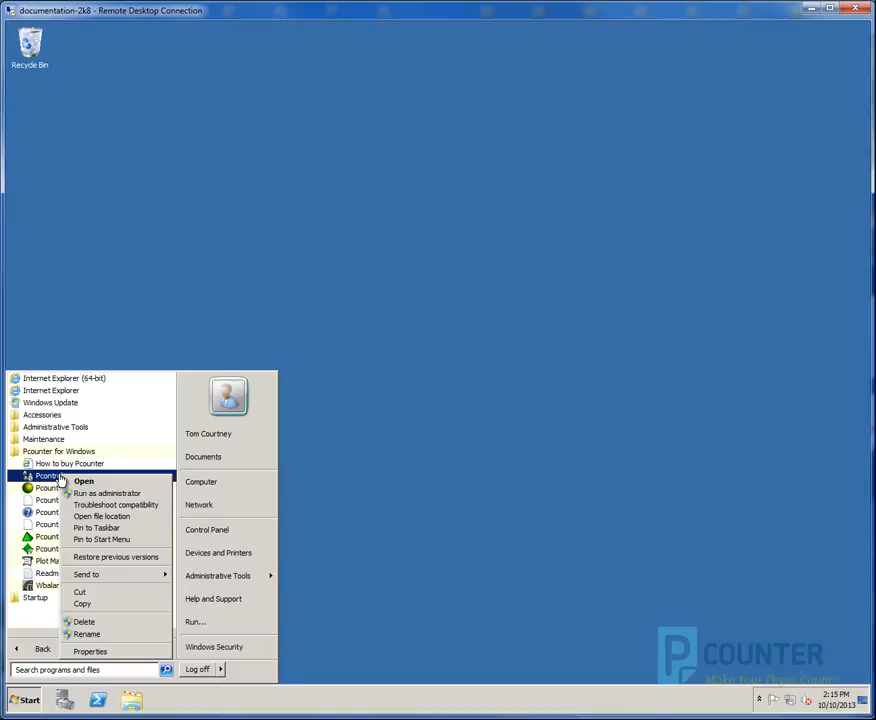 documentation-2k8 - Remote Desktop Connection
Recycle Bin
Internet Explorer (64-bit)
Internet Explorer
Windows Update
Accessories
Administrative Tools
Maintenance
Pcounter for Windows
How to buy Pcounter
Startup
Back
Search programs and files
Open
Run as administrator
Troubleshoot compatibility
Open file location
Pin to Taskbar
Pin to Start Menu
Restore previous versions
Send to
Cut
Copy
Delete
Rename
Properties
Tom Courtney
Documents
Computer
Network
Control Panel
Devices and Printers
Administrative Tools
Help and Support
Run...
Windows Security
Log off
COUNTER
Start
2:15 PM
10/10/2013